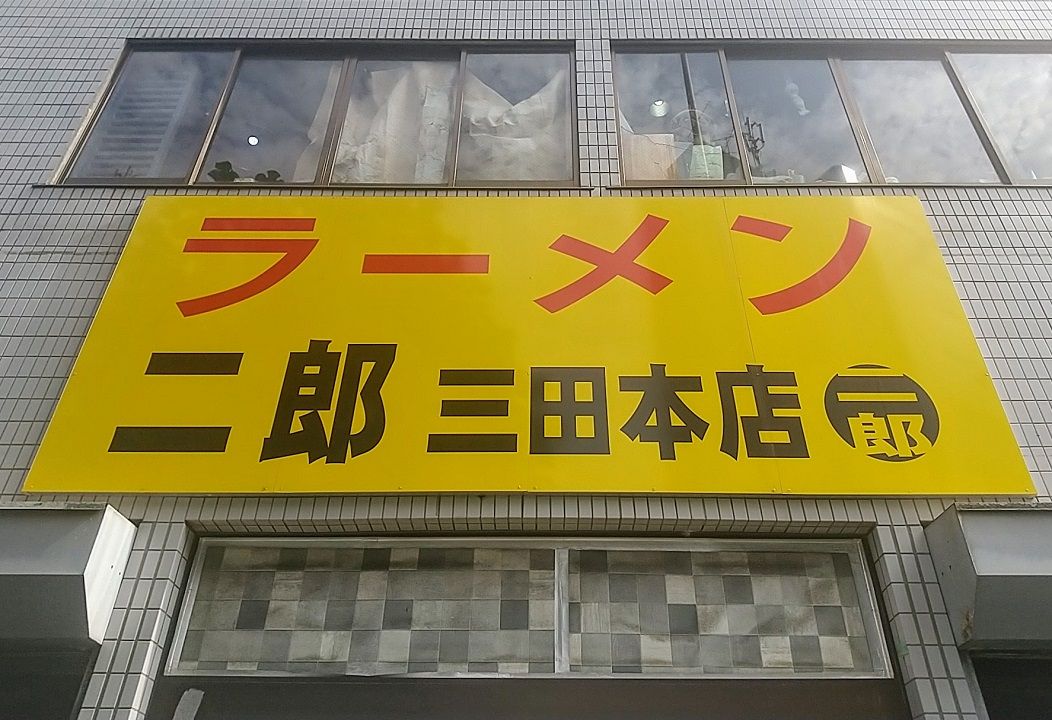 ラーメン
二郎 三田本店 二郎